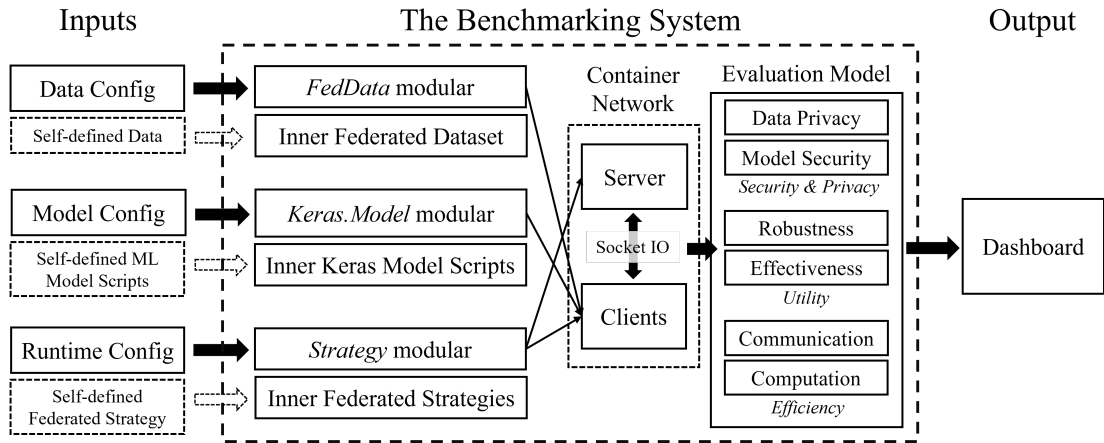 Inputs
The Benchmarking System
Output
Data Config
Self-defined Data
Model Config
Self-defined ML
Model Scripts
Runtime Config
Self-defined
Federated Strategy
FedData modular
Inner Federated Dataset
Keras.Model modular
Inner Keras Model Scripts
Strategy modular
Inner Federated Strategies
Container
Network
Server
Socket IO
Clients
Evaluation Model
Data Privacy
Model Security
Security & Privacy
Robustness
Effectiveness
Utility
Communication
Computation
Efficiency
Dashboard